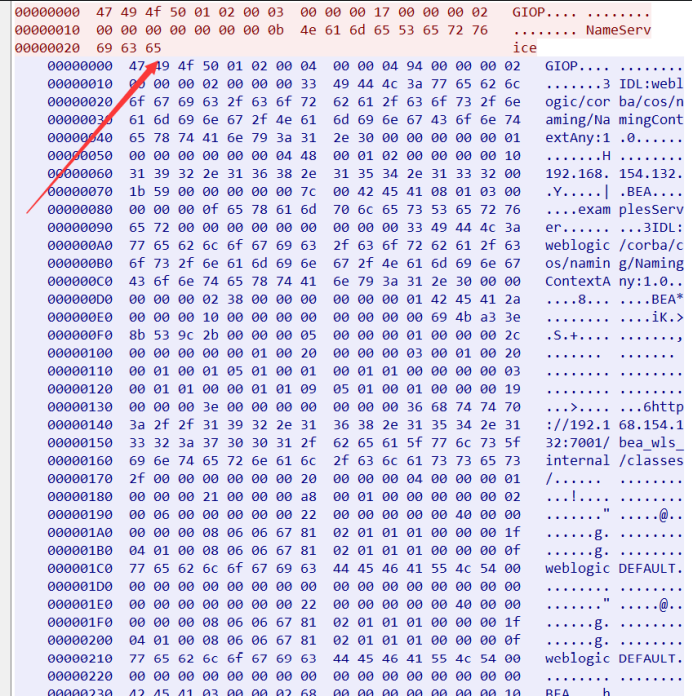 00000000 47 49 4f 50 01 02 00 03 00 00 00 17 00 00 00 02 GIOP.... ........
00000010 00 00 00 00 00 00 00 0b 4e 61 6d 65 53 65 72 76 ........ NameServ
00000020 69 63 65 ice
00000000 47 49 4f 50 01 02 00 04 00 00 04 94 00 00 00 02 GIOP.... ........
00000010 00 00 00 02 00 00 00 33 49 44 4c 3a 77 65 62 6c .......3 IDL:webl
00000020 6f 67 69 63 2f 63 6f 72 62 61 2f 63 6f 73 2f 6e ogic/cor ba/cos/n
00000030 61 6d 69 6e 67 2f 4e 61 6d 69 6e 67 43 6f 6e 74 aming/Na mingCont
00000040 65 78 74 41 6e 79 3a 31 2e 30 00 00 00 00 00 01 extAny:1 .0......
00000050 00 00 00 00 00 00 04 48 00 01 02 00 00 00 00 10 .......H ........
00000060 31 39 32 2e 31 36 38 2e 31 35 34 2e 31 33 32 00 192.168. 154.132.
00000070 1b 59 00 00 00 00 00 7c 00 42 45 41 08 01 03 00 .Y.....| .BEA....
00000080 00 00 00 0f 65 78 61 6d 70 6c 65 73 53 65 72 76 ....exam plesServ
00000090 65 72 00 00 00 00 00 00 00 00 00 33 49 44 4c 3a er...... ...3IDL:
000000A0 77 65 62 6c 6f 67 69 63 2f 63 6f 72 62 61 2f 63 weblogic /corba/c
000000B0 6f 73 2f 6e 61 6d 69 6e 67 2f 4e 61 6d 69 6e 67 os/namin g/Naming
000000C0 43 6f 6e 74 65 78 74 41 6e 79 3a 31 2e 30 00 00 ContextA ny:1.0..
000000D0 00 00 00 02 38 00 00 00 00 00 00 01 42 45 41 2a ....8... ....BEA*
000000E0 00 00 00 10 00 00 00 00 00 00 00 00 69 4b a3 3e ........ ....iK.>
000000F0 8b 53 9c 2b 00 00 00 05 00 00 00 01 00 00 00 2c .S.+.... .......,
00000100 00 00 00 00 00 01 00 20 00 00 00 03 00 01 00 20 ....... .......
00000110 00 01 00 01 05 01 00 01 00 01 01 00 00 00 00 03 ........ ........
00000120 00 01 01 00 00 01 01 09 05 01 00 01 00 00 00 19 ........ ........
00000130 00 00 00 3e 00 00 00 00 00 00 00 36 68 74 74 70 ...>.... ...6http
00000140 3a 2f 2f 31 39 32 2e 31 36 38 2e 31 35 34 2e 31 ://192.1 68.154.1
00000150 33 32 3a 37 30 30 31 2f 62 65 61 5f 77 6c 73 5f 32:7001/ bea_wls_
00000160 69 6e 74 65 72 6e 61 6c 2f 63 6c 61 73 73 65 73 internal /classes
00000170 2f 00 00 00 00 00 00 20 00 00 00 04 00 00 00 01 /...... ........
00000180 00 00 00 21 00 00 00 a8 00 01 00 00 00 00 00 02 ...!.... ........
00000190 00 06 00 00 00 00 00 22 00 00 00 00 00 40 00 00 ......." .....@..
000001A0 00 00 00 08 06 06 67 81 02 01 01 01 00 00 00 1f ......g. ........
000001B0 04 01 00 08 06 06 67 81 02 01 01 01 00 00 00 0f ......g. ........
000001C0 77 65 62 6c 6f 67 69 63 44 45 46 41 55 4c 54 00 weblogic DEFAULT.
000001D0 00 00 00 00 00 00 00 00 00 00 00 00 00 00 00 00 ........ ........
000001E0 00 00 00 00 00 00 00 22 00 00 00 00 00 40 00 00 ......." .....@..
000001F0 00 00 00 08 06 06 67 81 02 01 01 01 00 00 00 1f ......g. ........
00000200 04 01 00 08 06 06 67 81 02 01 01 01 00 00 00 0f ......g. ........
00000210 77 65 62 6c 6f 67 69 63 44 45 46 41 55 4c 54 00 weblogic DEFAULT.
00000220 00 00 00 00 00 00 00 00 00 00 00 00 00 00 00 00 ........ ........
00000230 42 45 41 03 00 00 02 68 00 00 00 00 00 00 00 10 BEA....h ........